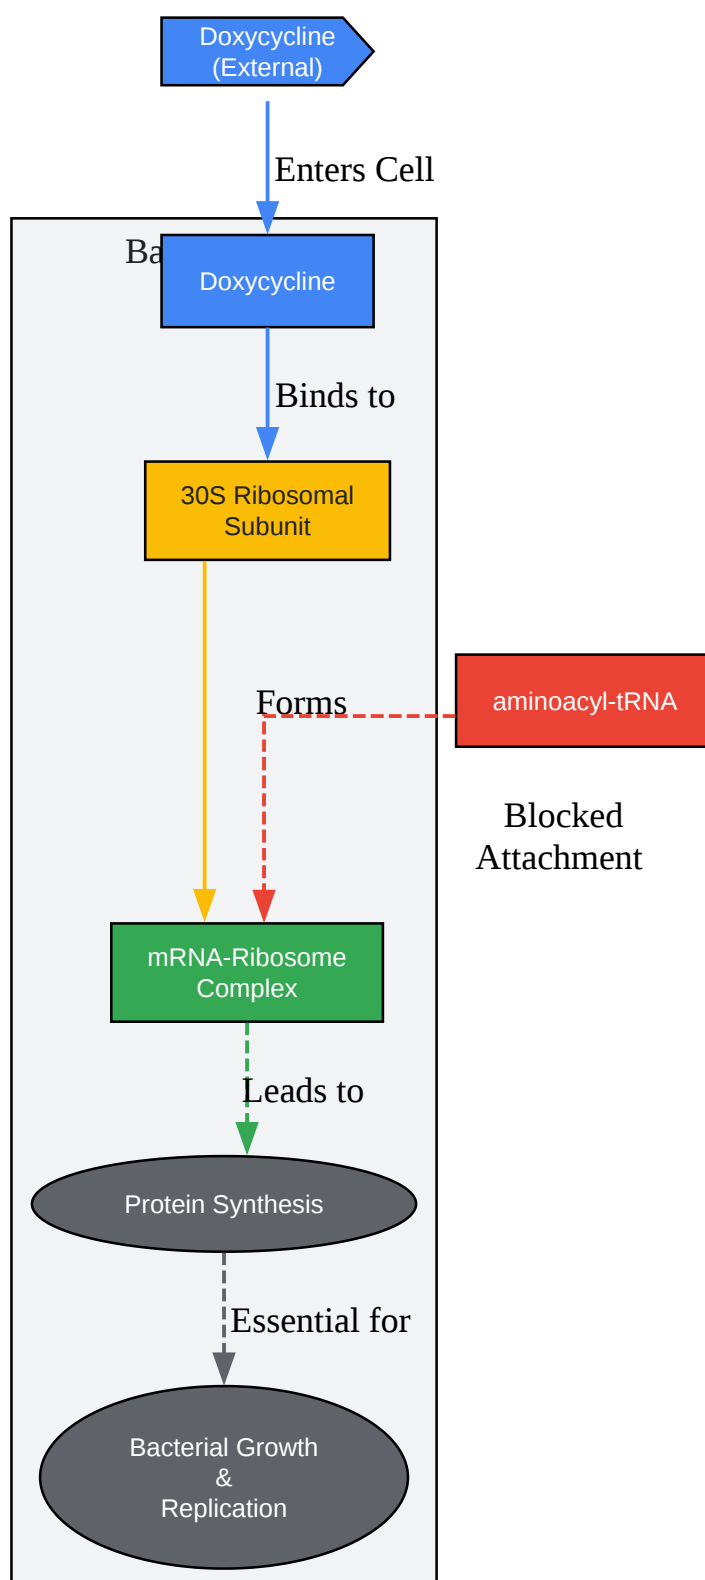 Doxycycline
(External)
Enters Cell
Doxycycline
Binds to
30S Ribosomal
Subunit
Forms
aminoacyl-tRNA
Blocked
Attachment
mRNA-Ribosome
Complex
Leads to
Protein Synthesis
Essential for
Bacterial Growth
&
Replication